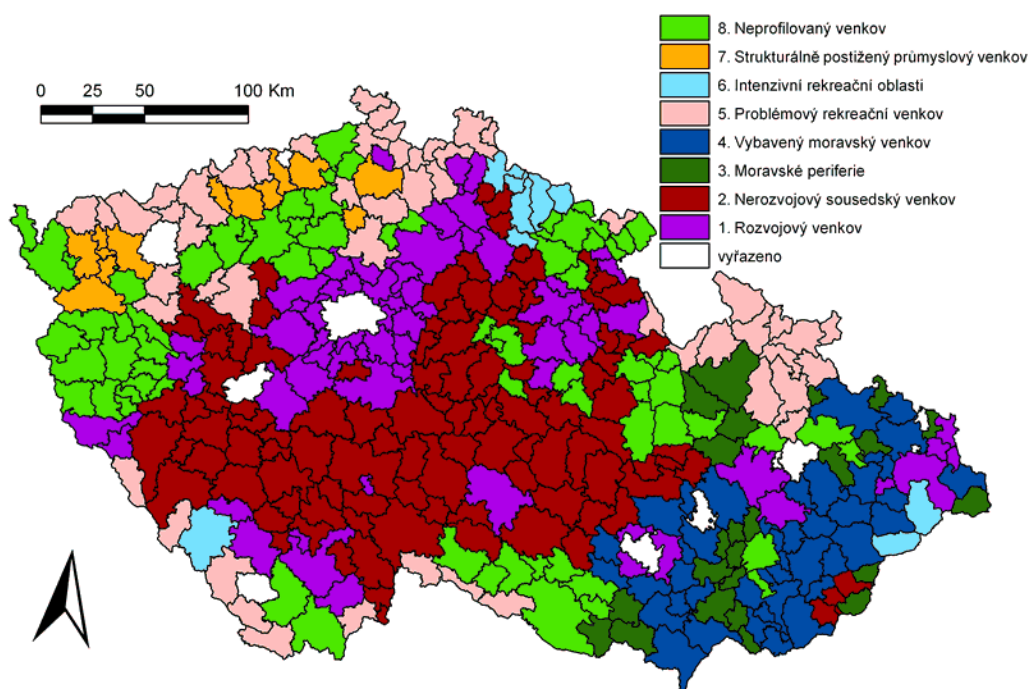 8. Neprofilovaný venkov
7. Strukturálně postižený průmyslový venkov
6. Intenzivní rekreační oblasti
5. Problémový rekreační venkov
4. Vybavený moravský venkov
3. Moravské periferie
2. Nerozvojový sousedský venkov
1. Rozvojový venkov
vyřazeno
0 25 50 100 Km